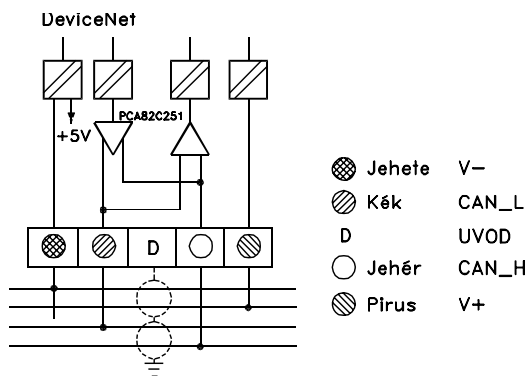 DeviceNet
PCA82C251
+5V
D
Jehete V−
Kék CAN_L
D UVOD
Jehér CAN_H
Pirus V+